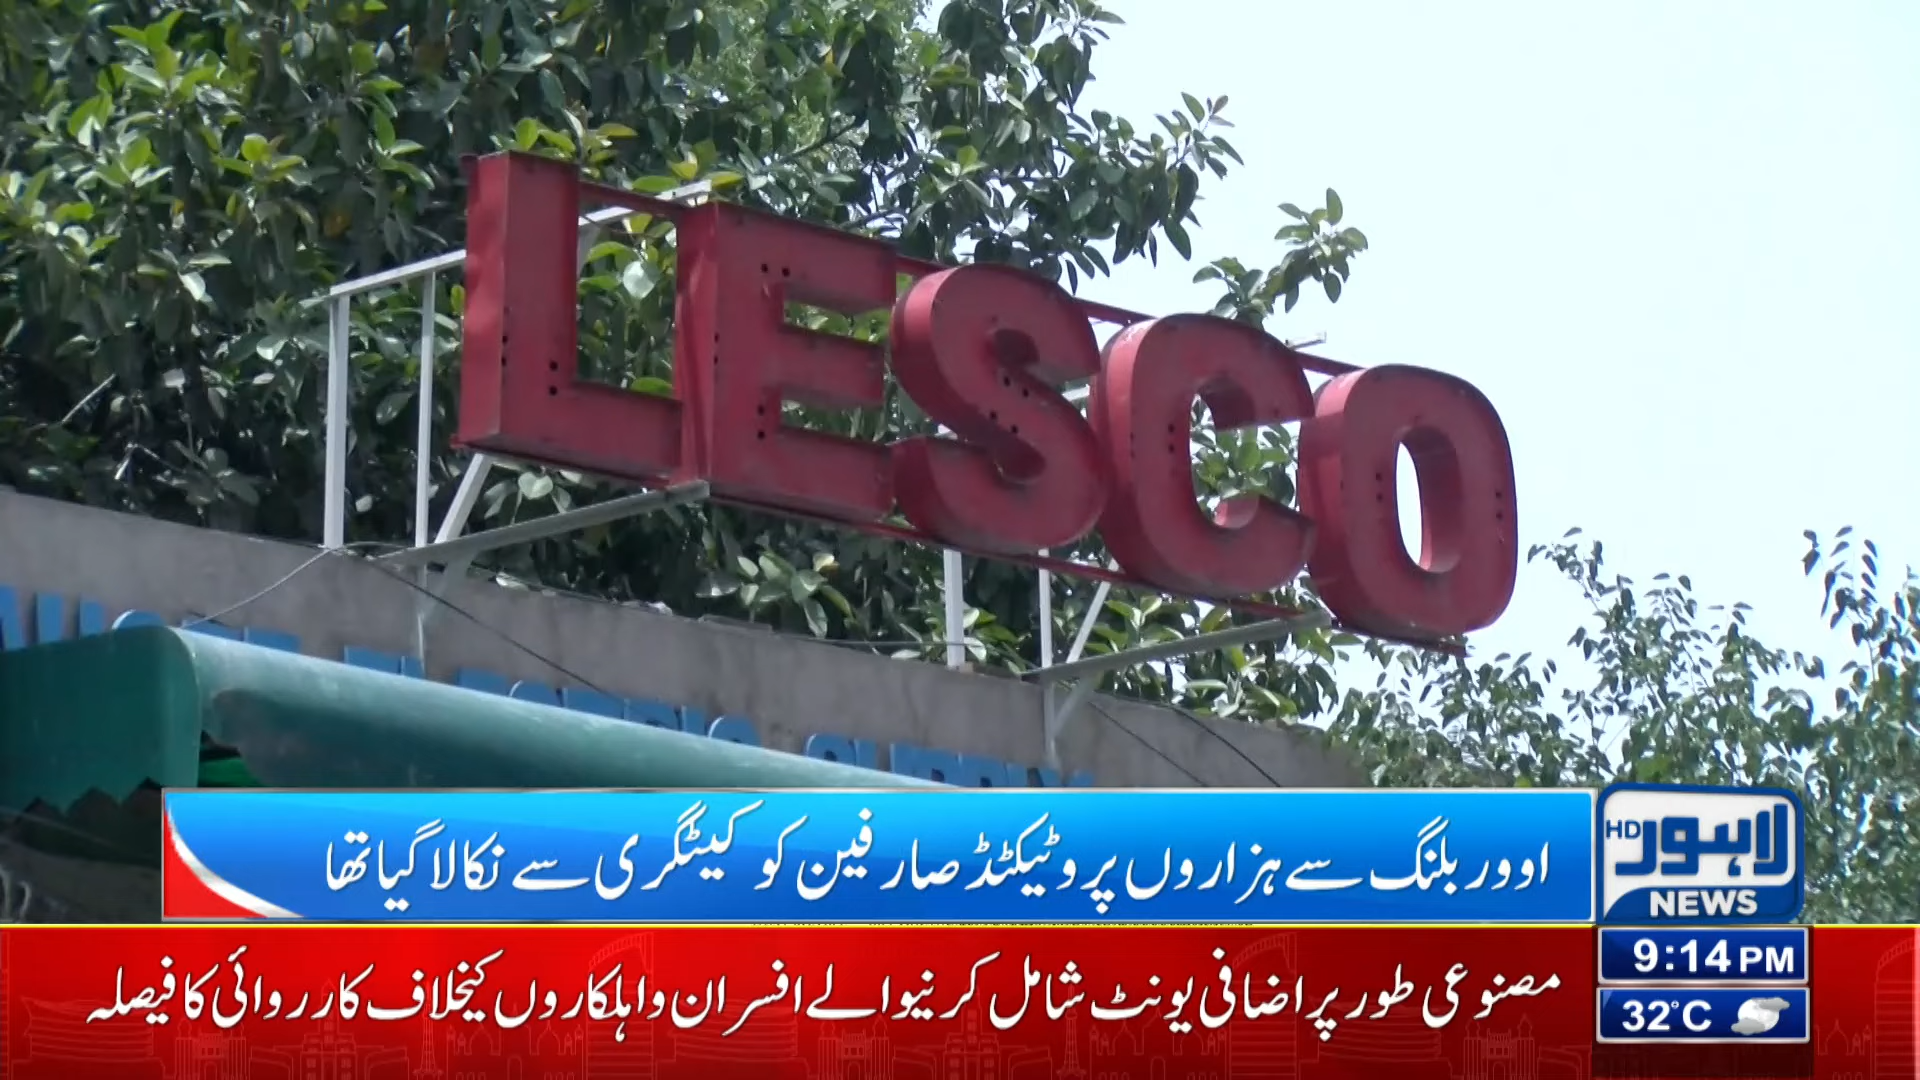 LESCO
اوور بلنگ سے ہزاروں پروٹیکٹڈ صارفین کو کیٹگری سے نکالا گیا تھا
HD لاہور
NEWS
مصنوعی طور پر اضافی یونٹ شامل کرنیوالے افسران و اہلکاروں کیخلاف کارروائی کا فیصلہ
9:14 PM
32°C